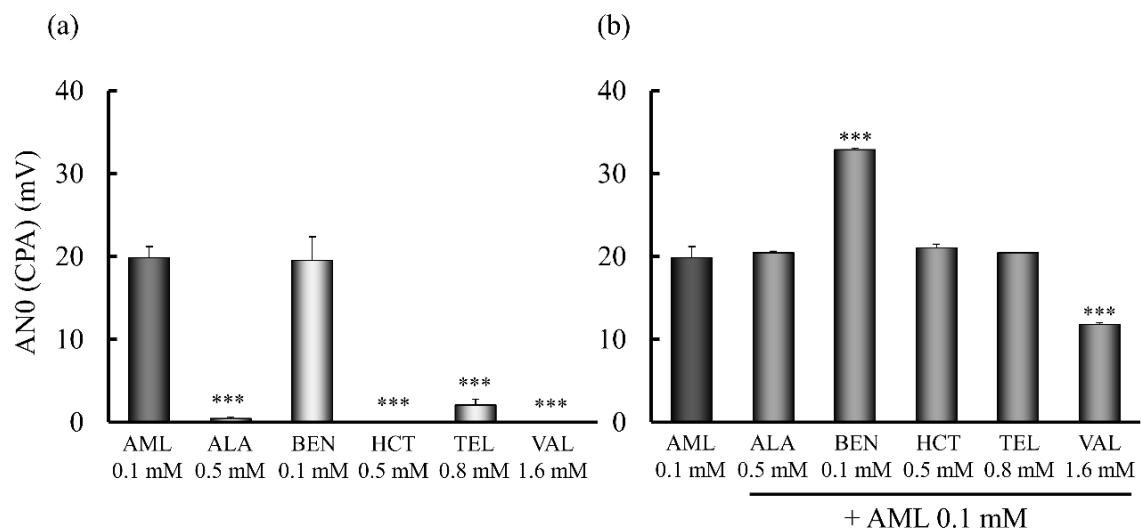 (a)
AN0 (CPA) (mV)
40
30
20
10
0
***
***
***
***
AML ALA BEN HCT TEL VAL
0.1 mM 0.5 mM 0.1 mM 0.5 mM 0.8 mM 1.6 mM
(b)
40
30
20
10
0
***
***
AML ALA BEN HCT TEL VAL
0.1 mM 0.5 mM 0.1 mM 0.5 mM 0.8 mM 1.6 mM
+ AML 0.1 mM